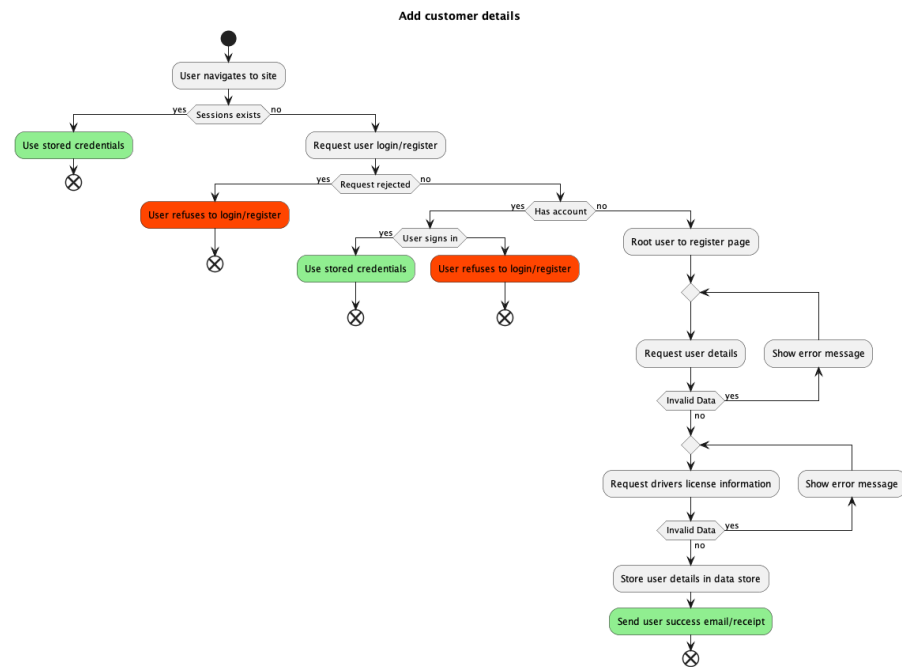 Add customer details
User navigates to site
yes
Sessions exists
no
Use stored credentials
Request user login/register
yes
Request rejected
no
User refuses to login/register
yes
Has account
no
yes
User signs in
Root user to register page
Use stored credentials
User refuses to login/register
Request user details
Show error message
Invalid Data
yes
no
Request drivers license information
Show error message
Invalid Data
yes
no
Store user details in data store
Send user success email/receipt